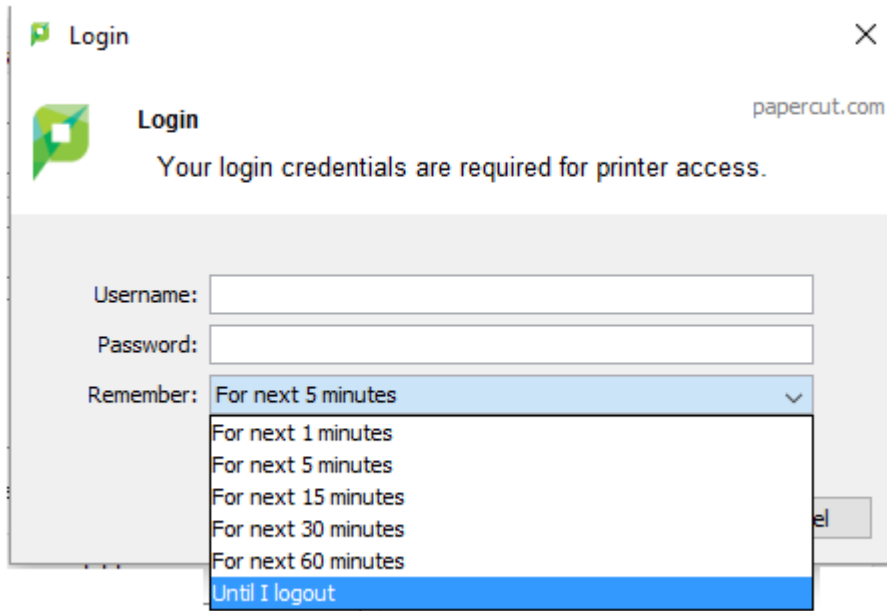 Login
papercut.com
Login
Your login credentials are required for printer access.
Username:
Password:
Remember: For next 5 minutes
For next 1 minutes
For next 5 minutes
For next 15 minutes
For next 30 minutes
For next 60 minutes
el
Until I logout